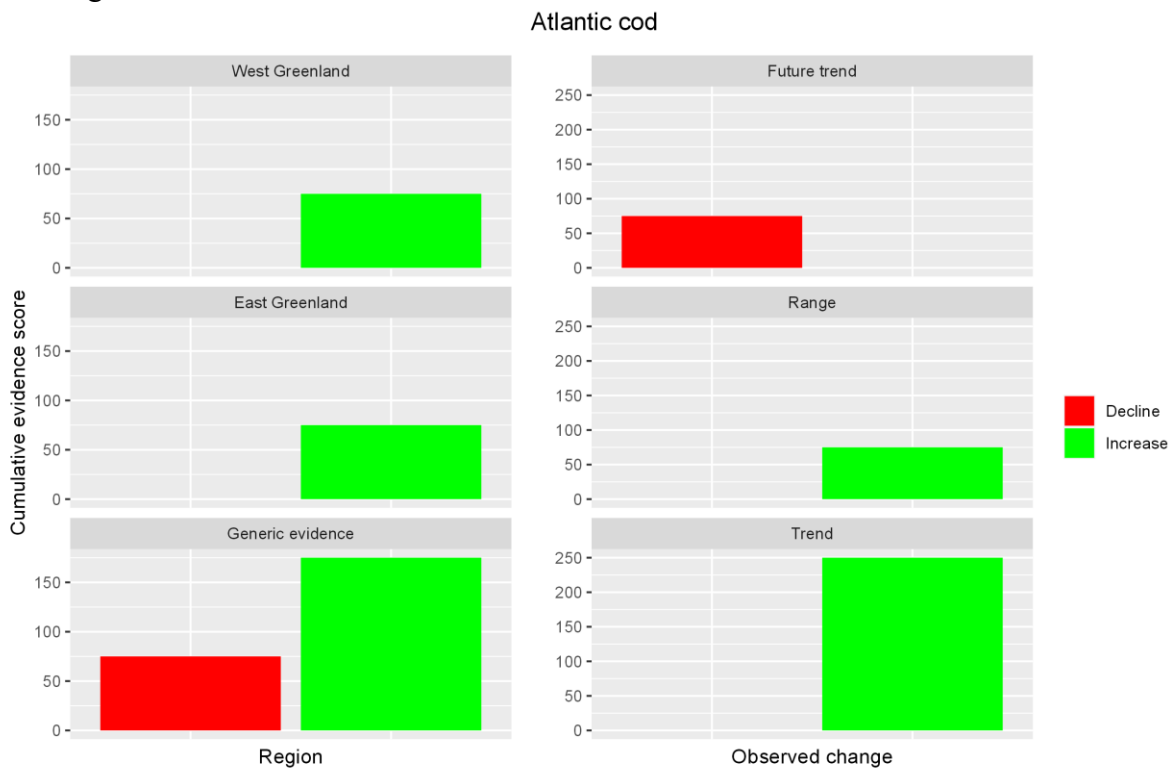 Atlantic cod
West Greenland
Future trend
150
100
50
0
250
200
150
100
50
0
East Greenland
Range
150
100
50
0
250
200
150
100
50
0
Generic evidence
Trend
150
100
50
0
250
200
150
100
50
0
Cumulative evidence score
Region
Observed change
Decline
Increase